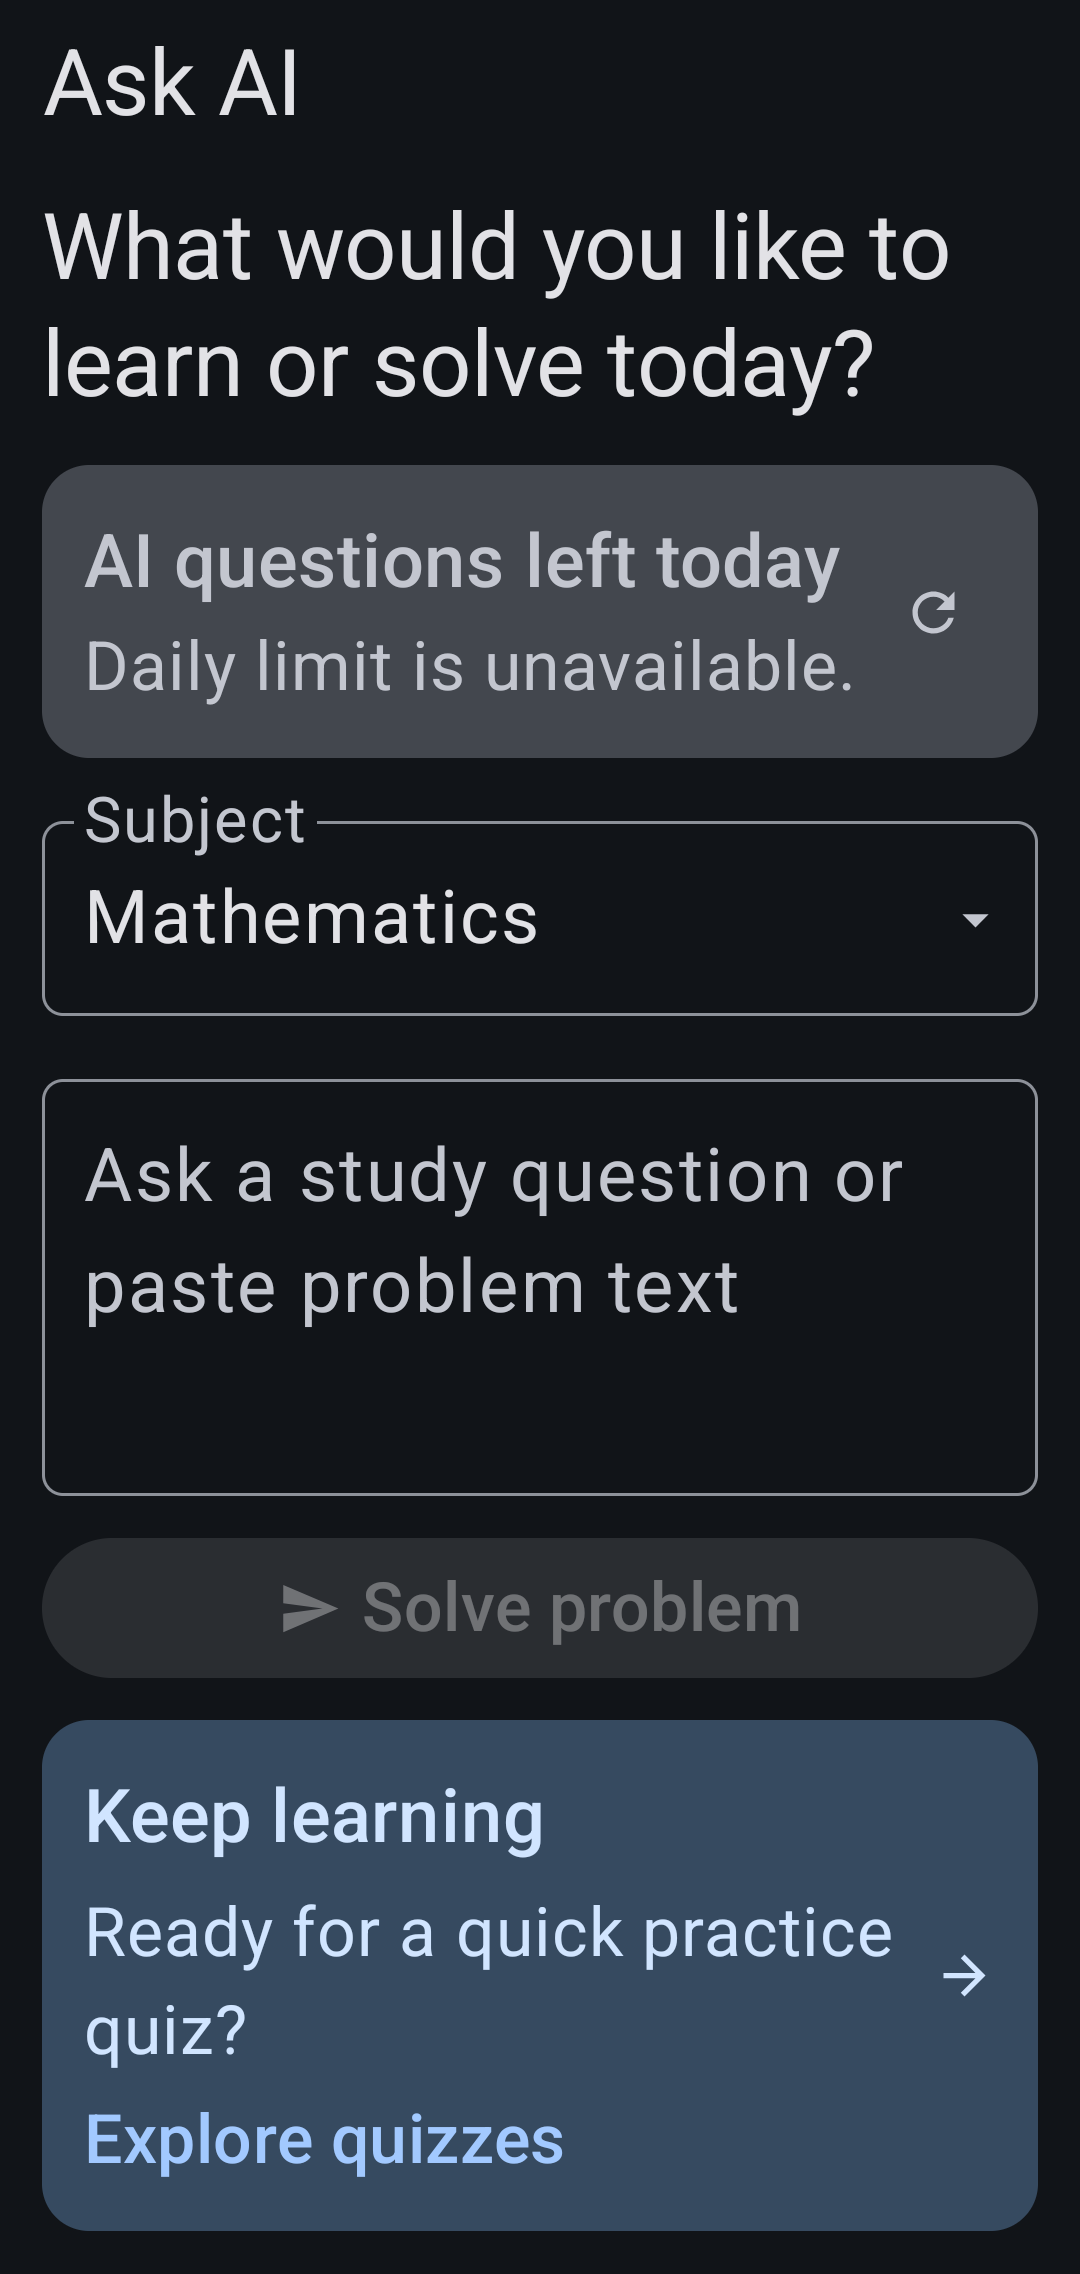 Ask AI
What would you like to
learn or solve today?
AI questions left today
Daily limit is unavailable.
Subject
Mathematics
Ask a study question or
paste problem text
Solve problem
Keep learning
Ready for a quick practice
quiz?
Explore quizzes